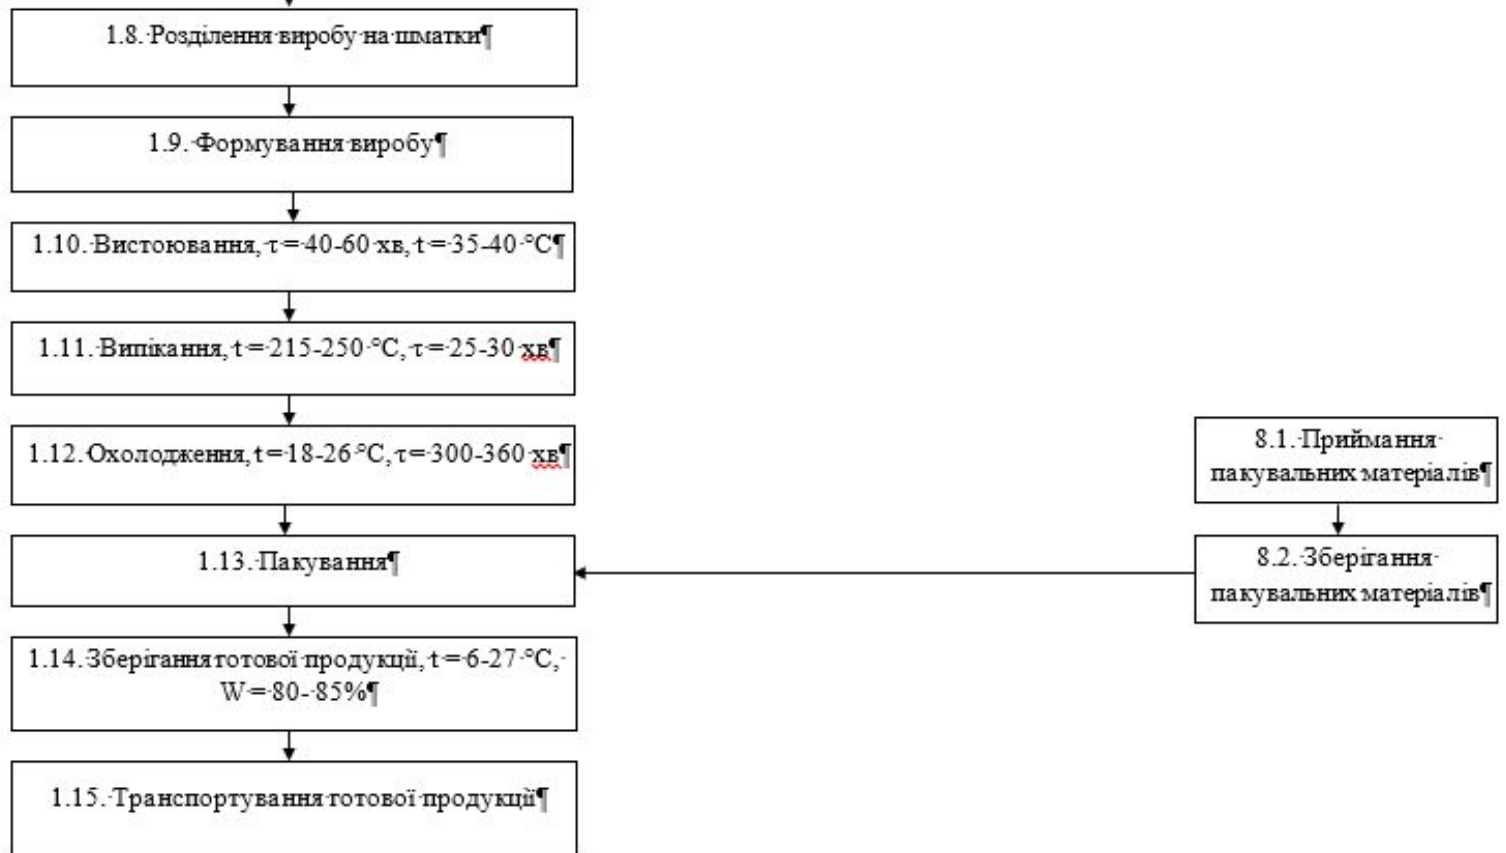 1.8. Розділення виробу на шматки¶
1.9. Формування виробу¶
1.10. Вистоювання, τ = 40-60 хв, t = 35-40 °C¶
1.11. Випікання, t = 215-250 °C, τ = 25-30 хв¶
1.12. Охолодження, t = 18-26 °C, τ = 300-360 хв¶
8.1. Приймання
пакувальних матеріалів¶
1.13. Пакування¶
8.2. Зберігання
пакувальних матеріалів¶
1.14. Зберігання готової продукції, t = 6-27 °C,
W = 80- 85%¶
1.15. Транспортування готової продукції¶